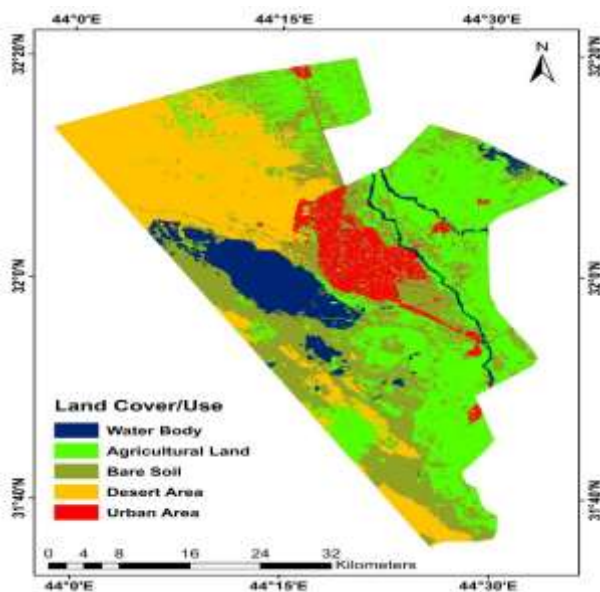 44°0'E 44°15'E 44°30'E
32°20'N 32°20'N
N
32°0'N 32°0'N
Land Cover/Use
Water Body
Agricultural Land
Bare Soil
Desert Area
Urban Area
31°40'N 31°40'N
0 2 4 8 16 24 32
Kilometers
44°0'E 44°15'E 44°30'E